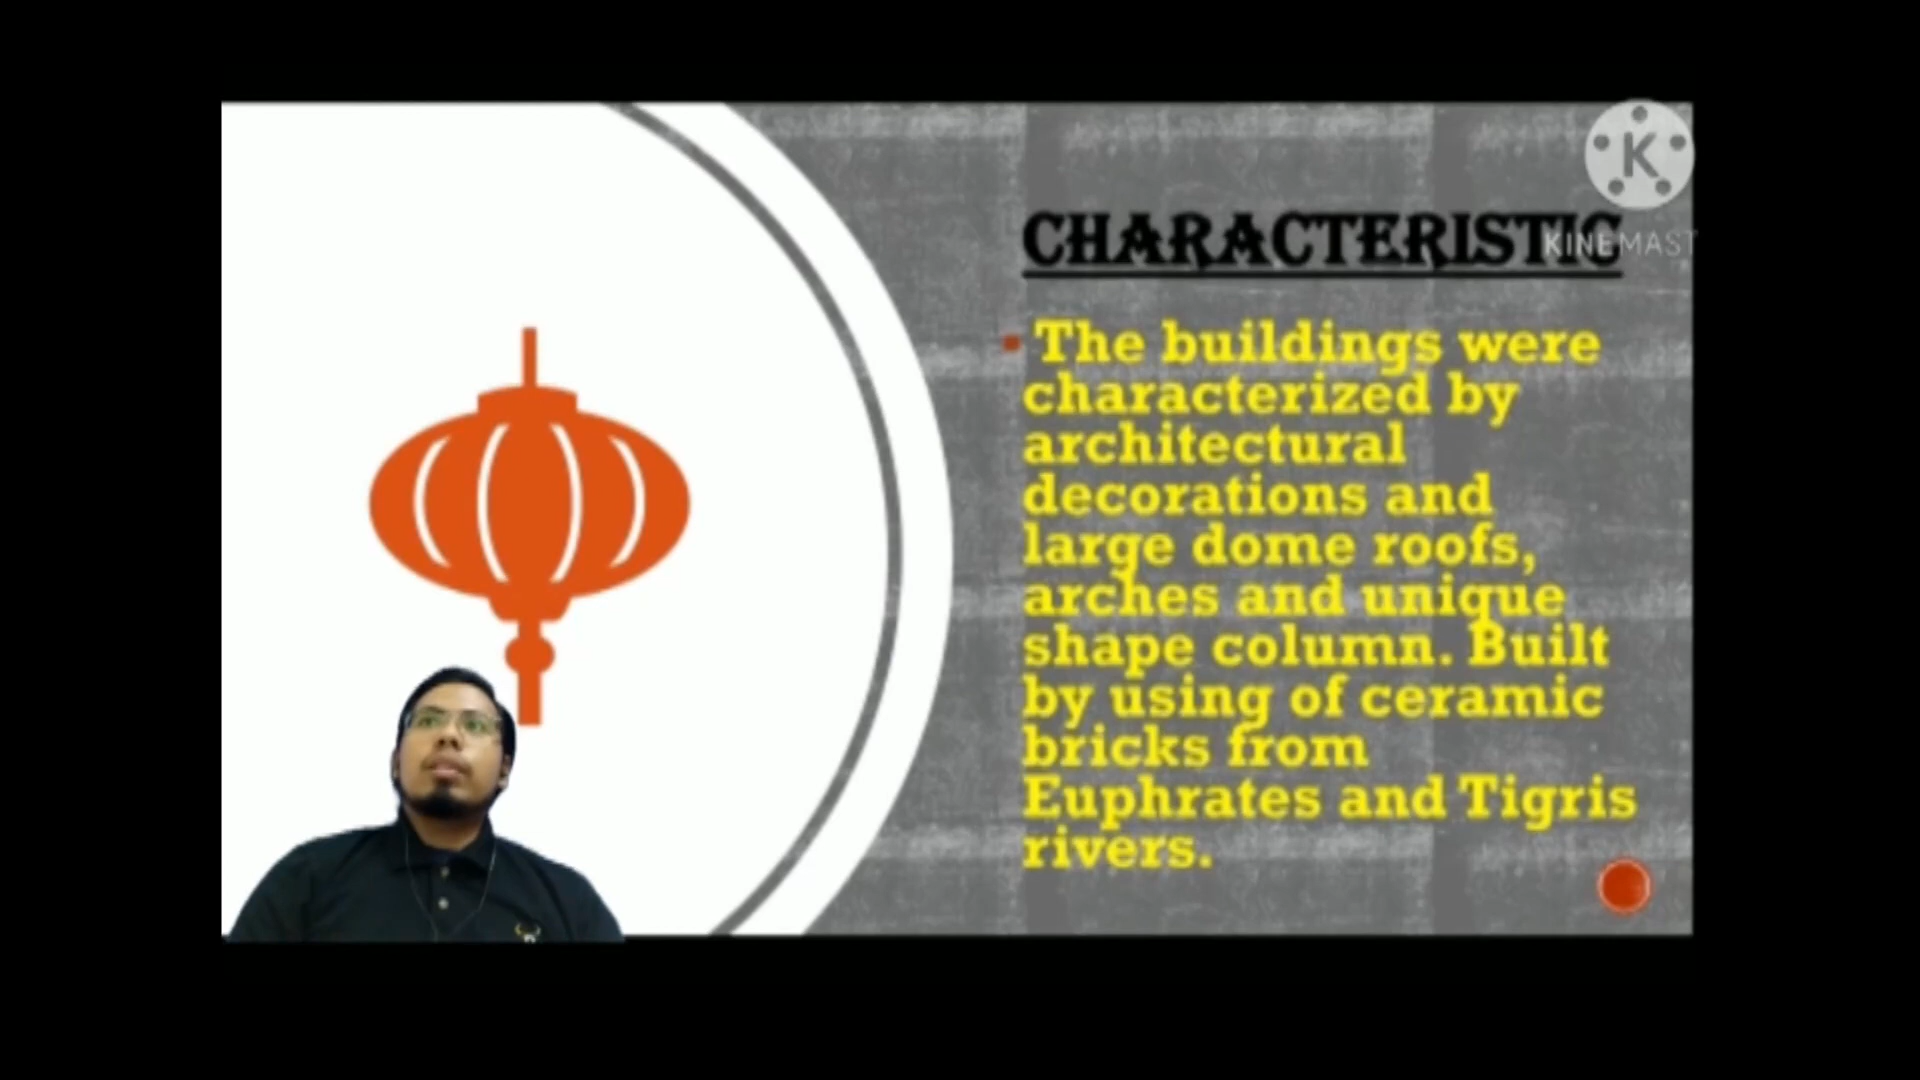 K
KINEMAST
CHARACTERISTIC
The buildings were
characterized by
architectural
decorations and
large dome roofs,
arches and unique
shape column. Built
by using of ceramic
bricks from
Euphrates and Tigris
rivers.